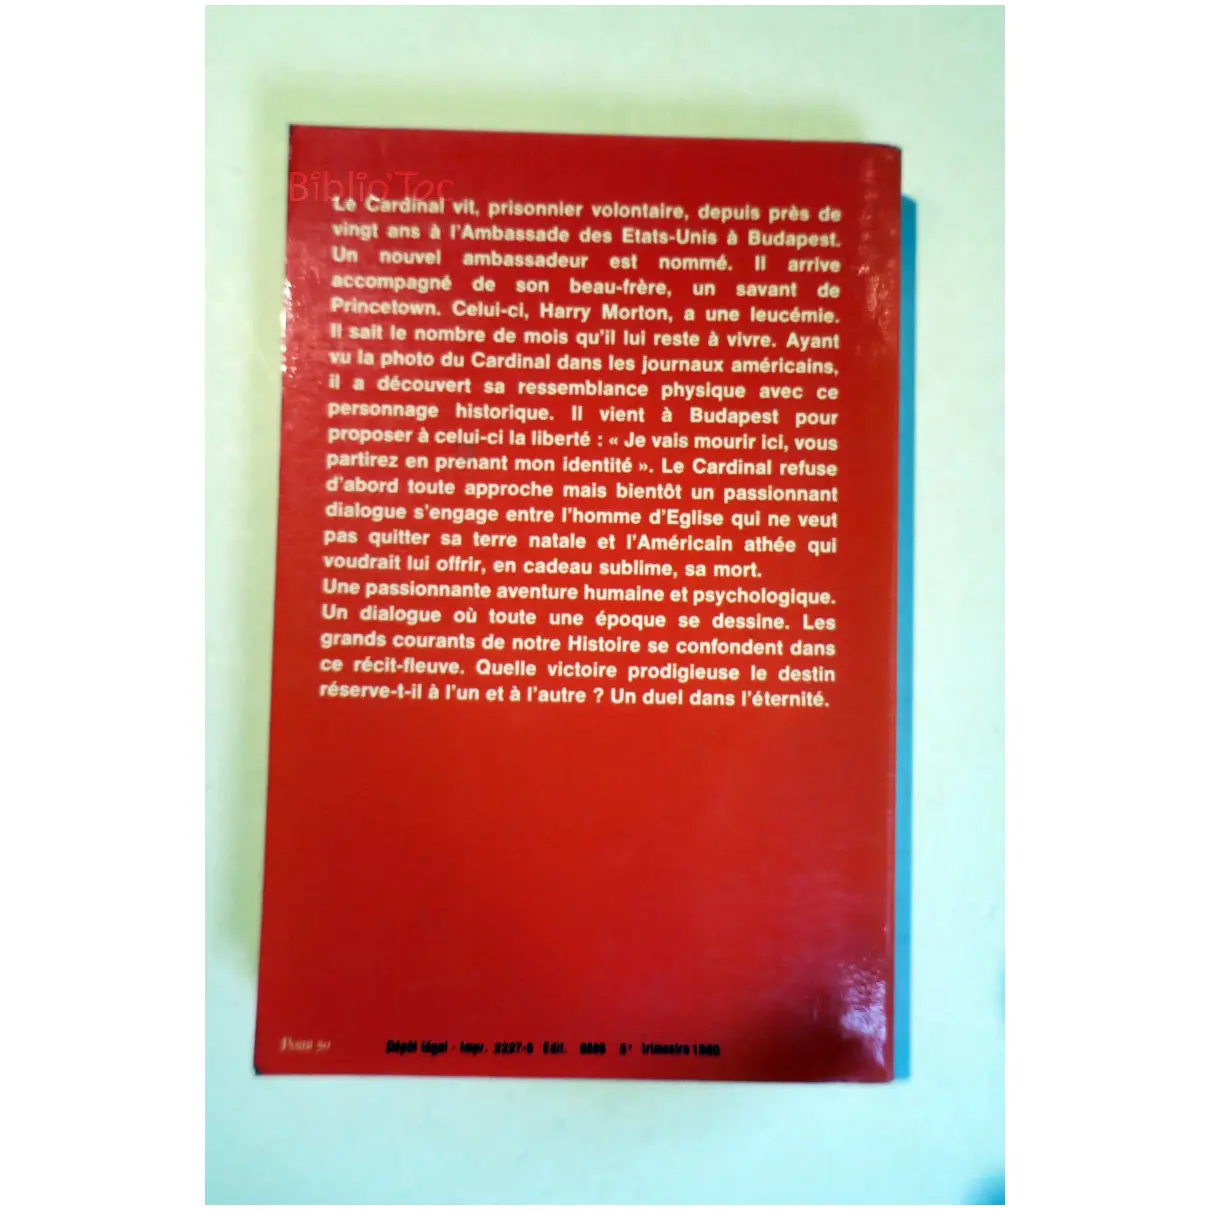 Biblio'Tec
Le Cardinal vit, prisonnier volontaire, depuis près de
vingt ans à l'Ambassade des Etats-Unis à Budapest.
Un nouvel ambassadeur est nommé. Il arrive
accompagné de son beau-frère, un savant de
Princetown. Celui-ci, Harry Morton, a une leucémie.
Il sait le nombre de mois qu'il lui reste à vivre. Ayant
vu la photo du Cardinal dans les journaux américains,
il a découvert sa ressemblance physique avec ce
personnage historique. Il vient à Budapest pour
proposer à celui-ci la liberté : « Je vais mourir ici, vous
partirez en prenant mon identité ». Le Cardinal refuse
d'abord toute approche mais bientôt un passionnant
dialogue s'engage entre l'homme d'Eglise qui ne veut
pas quitter sa terre natale et l'Américain athée qui
voudrait lui offrir, en cadeau sublime, sa mort.
Une passionnante aventure humaine et psychologique.
Un dialogue où toute une époque se dessine. Les
grands courants de notre Histoire se confondent dans
ce récit-fleuve. Quelle victoire prodigieuse le destin
réserve-t-il à l'un et à l'autre ? Un duel dans l'éternité.
Dépôt légal - Impr. Edit. trimestre